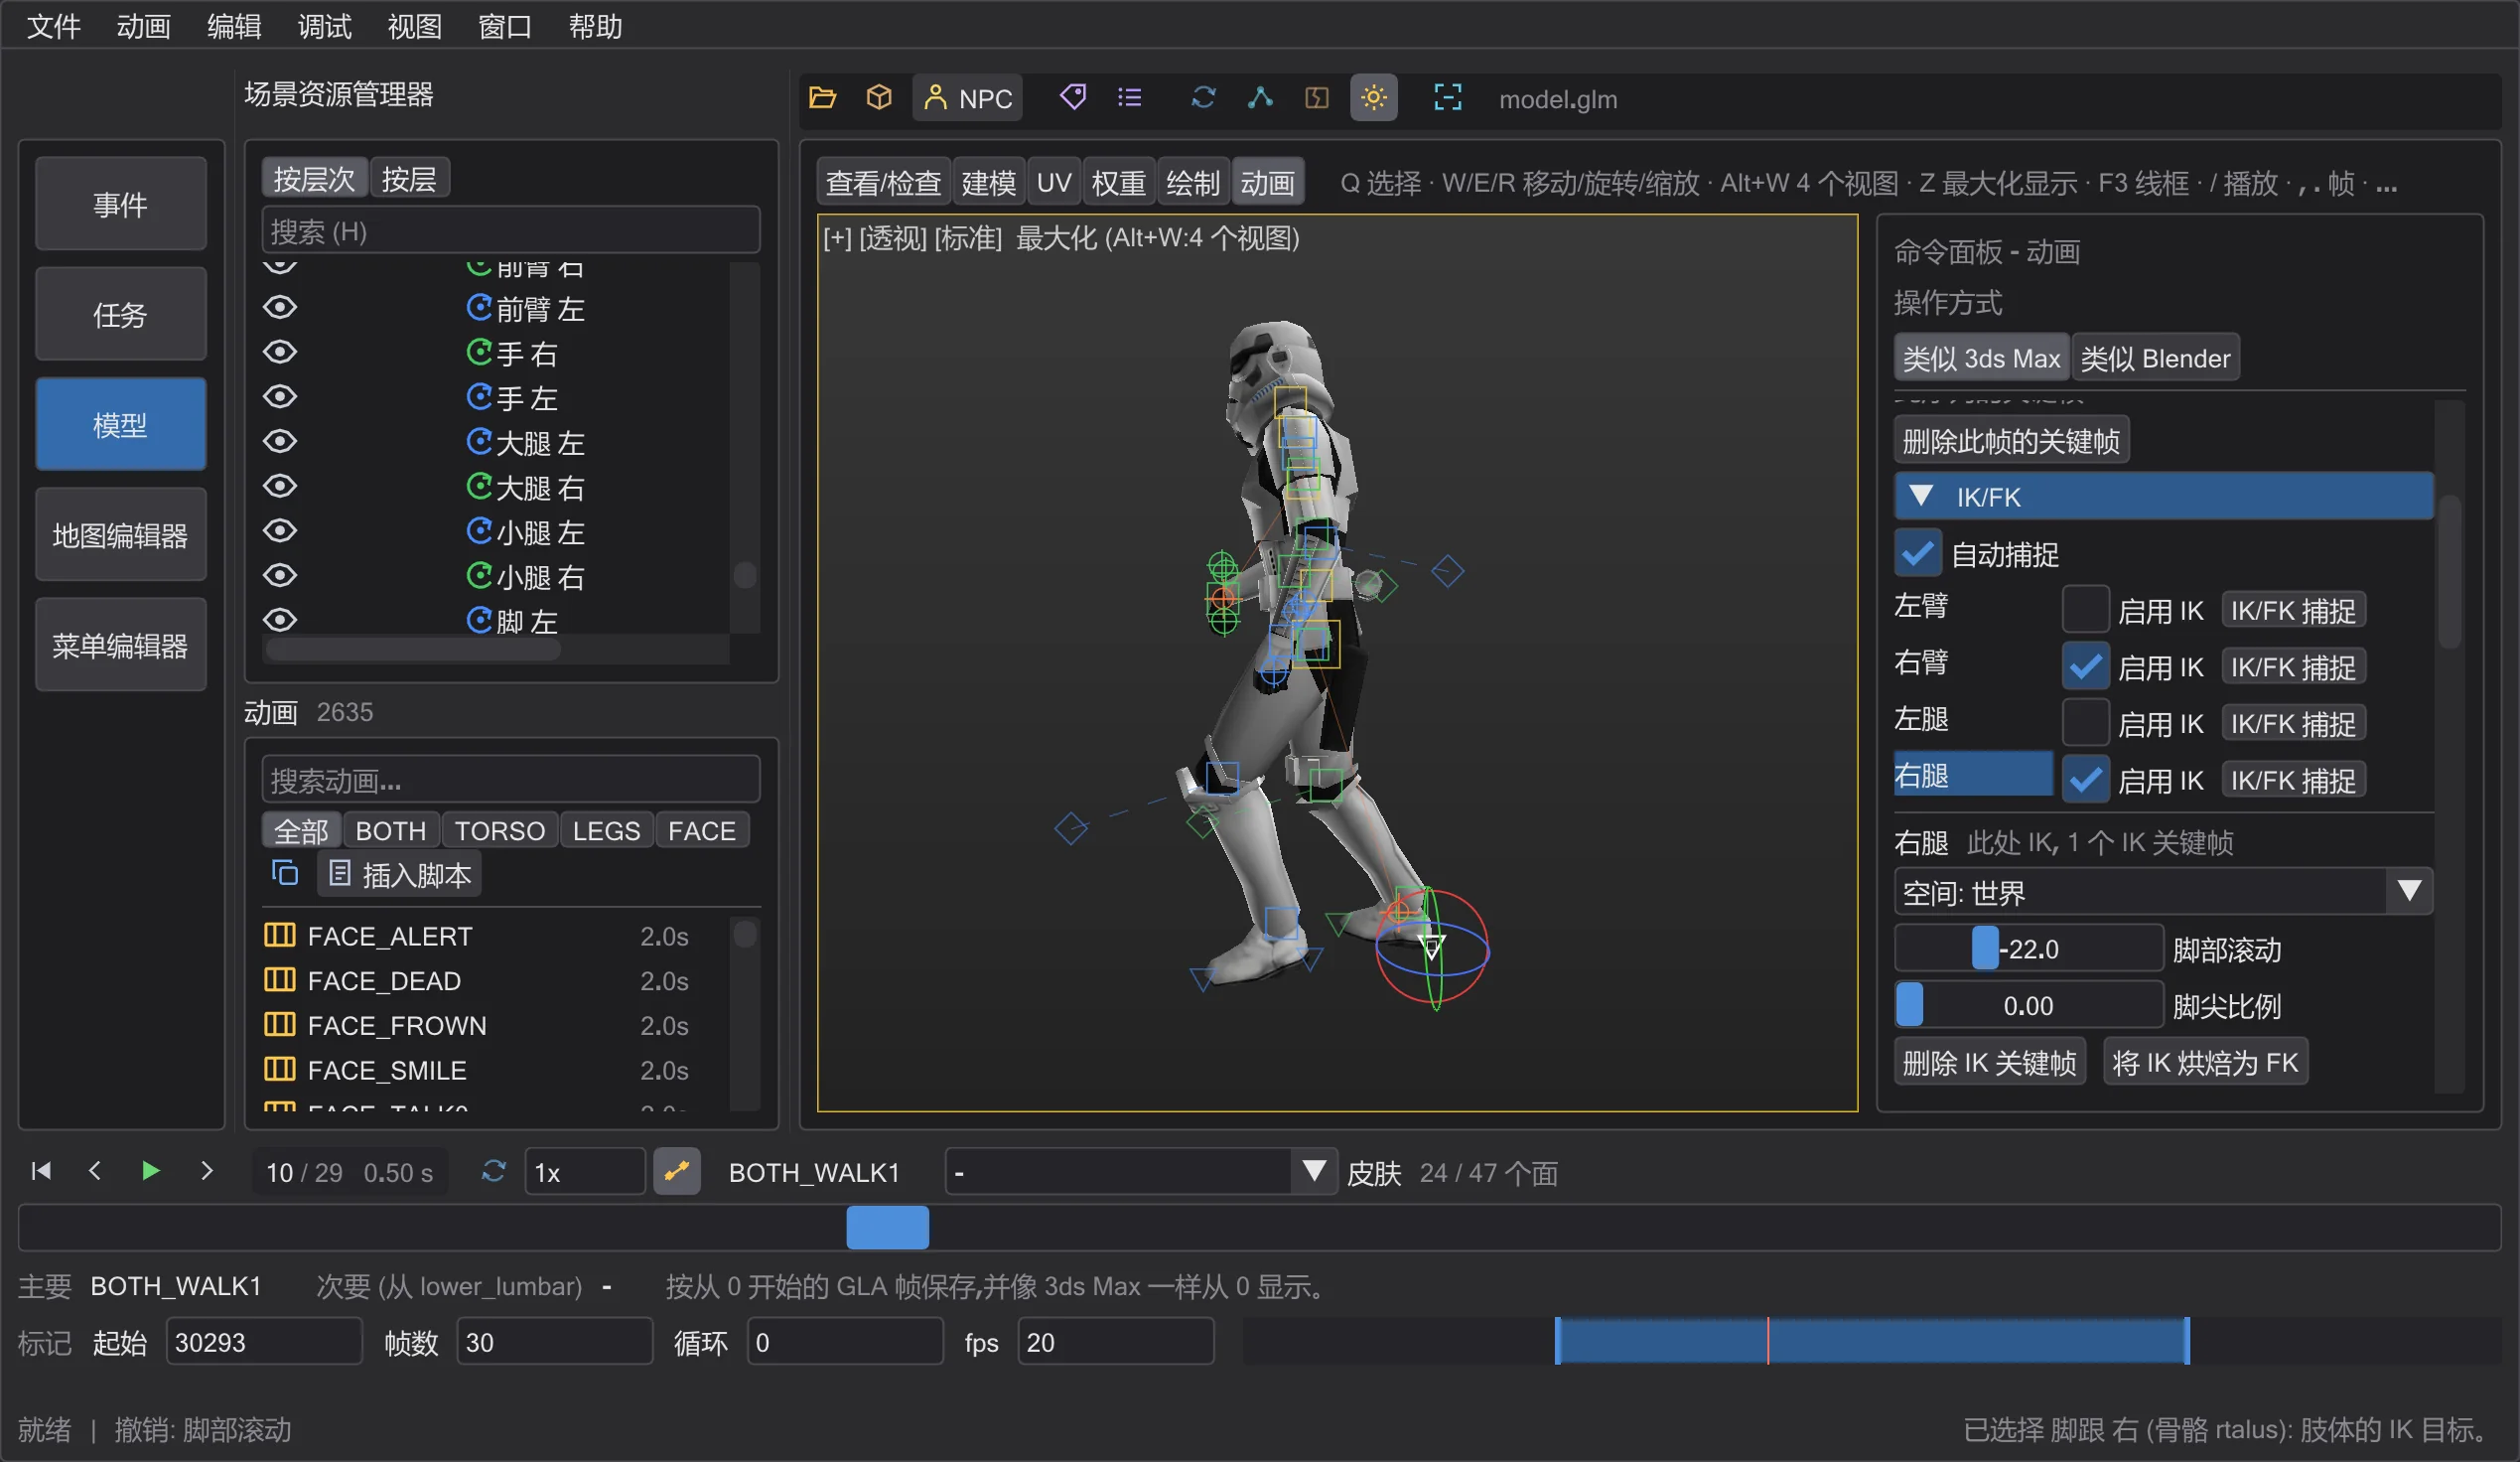 文件 动画 编辑 调试 视图 窗口 帮助
场景资源管理器
NPC
model.glm
事件
任务
模型
地图编辑器
菜单编辑器
按层次 按层
搜索 (H)
前臂 右
前臂 左
手 右
手 左
大腿 左
大腿 右
小腿 左
小腿 右
脚 左
动画 2635
搜索动画...
全部 BOTH TORSO LEGS FACE
插入脚本
FACE_ALERT 2.0s
FACE_DEAD 2.0s
FACE_FROWN 2.0s
FACE_SMILE 2.0s
查看/检查 建模 UV 权重 绘制 动画
Q 选择 · W/E/R 移动/旋转/缩放 · Alt+W 4 个视图 · Z 最大化显示 · F3 线框 · / 播放 · , . 帧 · ...
[+] [透视] [标准] 最大化 (Alt+W:4 个视图)
命令面板 - 动画
操作方式
类似 3ds Max 类似 Blender
删除此帧的关键帧
IK/FK
自动捕捉
左臂 启用 IK IK/FK 捕捉
右臂 启用 IK IK/FK 捕捉
左腿 启用 IK IK/FK 捕捉
右腿 启用 IK IK/FK 捕捉
右腿 此处 IK, 1 个 IK 关键帧
空间: 世界
-22.0 脚部滚动
0.00 脚尖比例
删除 IK 关键帧 将 IK 烘焙为 FK
10 / 29 0.50 s 1x BOTH_WALK1 - 皮肤 24 / 47 个面
主要 BOTH_WALK1 次要 (从 lower_lumbar) - 按从 0 开始的 GLA 帧保存,并像 3ds Max 一样从 0 显示。
标记 起始 30293 帧数 30 循环 0 fps 20
就绪 | 撤销: 脚部滚动
已选择 脚跟 右 (骨骼 rtalus): 肢体的 IK 目标。